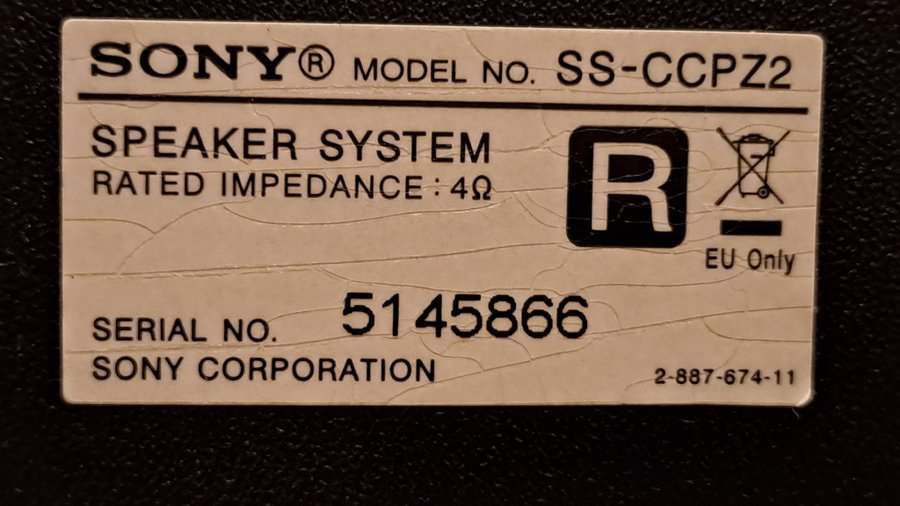 SONY® MODEL NO. SS-CCPZ2
SPEAKER SYSTEM
RATED IMPEDANCE : 4Ω
R
EU Only
SERIAL NO. 5145866
SONY CORPORATION
2-887-674-11